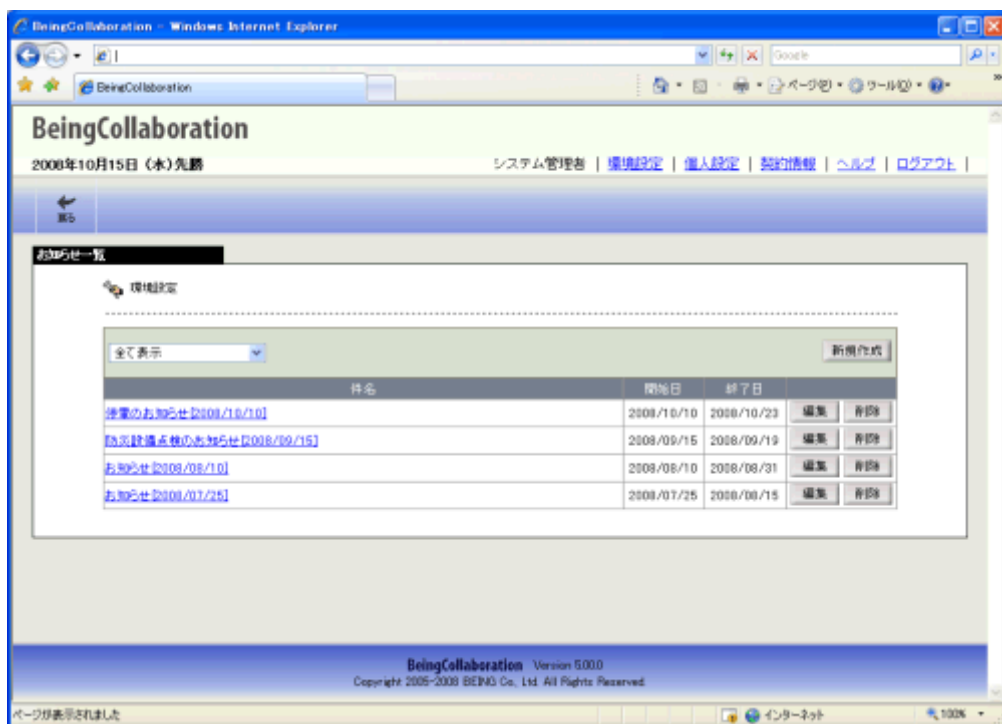 BeingCollaboration - Windows Internet Explorer
Google
BeingCollaboration
ページ(P) ツール(O)
BeingCollaboration
2008年10月15日 (水)先勝 システム管理者 | 環境設定 | 個人設定 | 契約情報 | ヘルプ | ログアウト |
戻る
お知らせ一覧
環境設定
全て表示 新規作成
件名 開始日 終了日
停電のお知らせ[2008/10/10] 2008/10/10 2008/10/23 編集 削除
防災設備点検のお知らせ[2008/09/15] 2008/09/15 2008/09/19 編集 削除
お知らせ[2008/08/10] 2008/08/10 2008/08/31 編集 削除
お知らせ[2008/07/25] 2008/07/25 2008/08/15 編集 削除
BeingCollaboration Version 5.00.0
Copyright 2005-2008 BEING Co., Ltd. All Rights Reserved.
ページが表示されました インターネット 100%